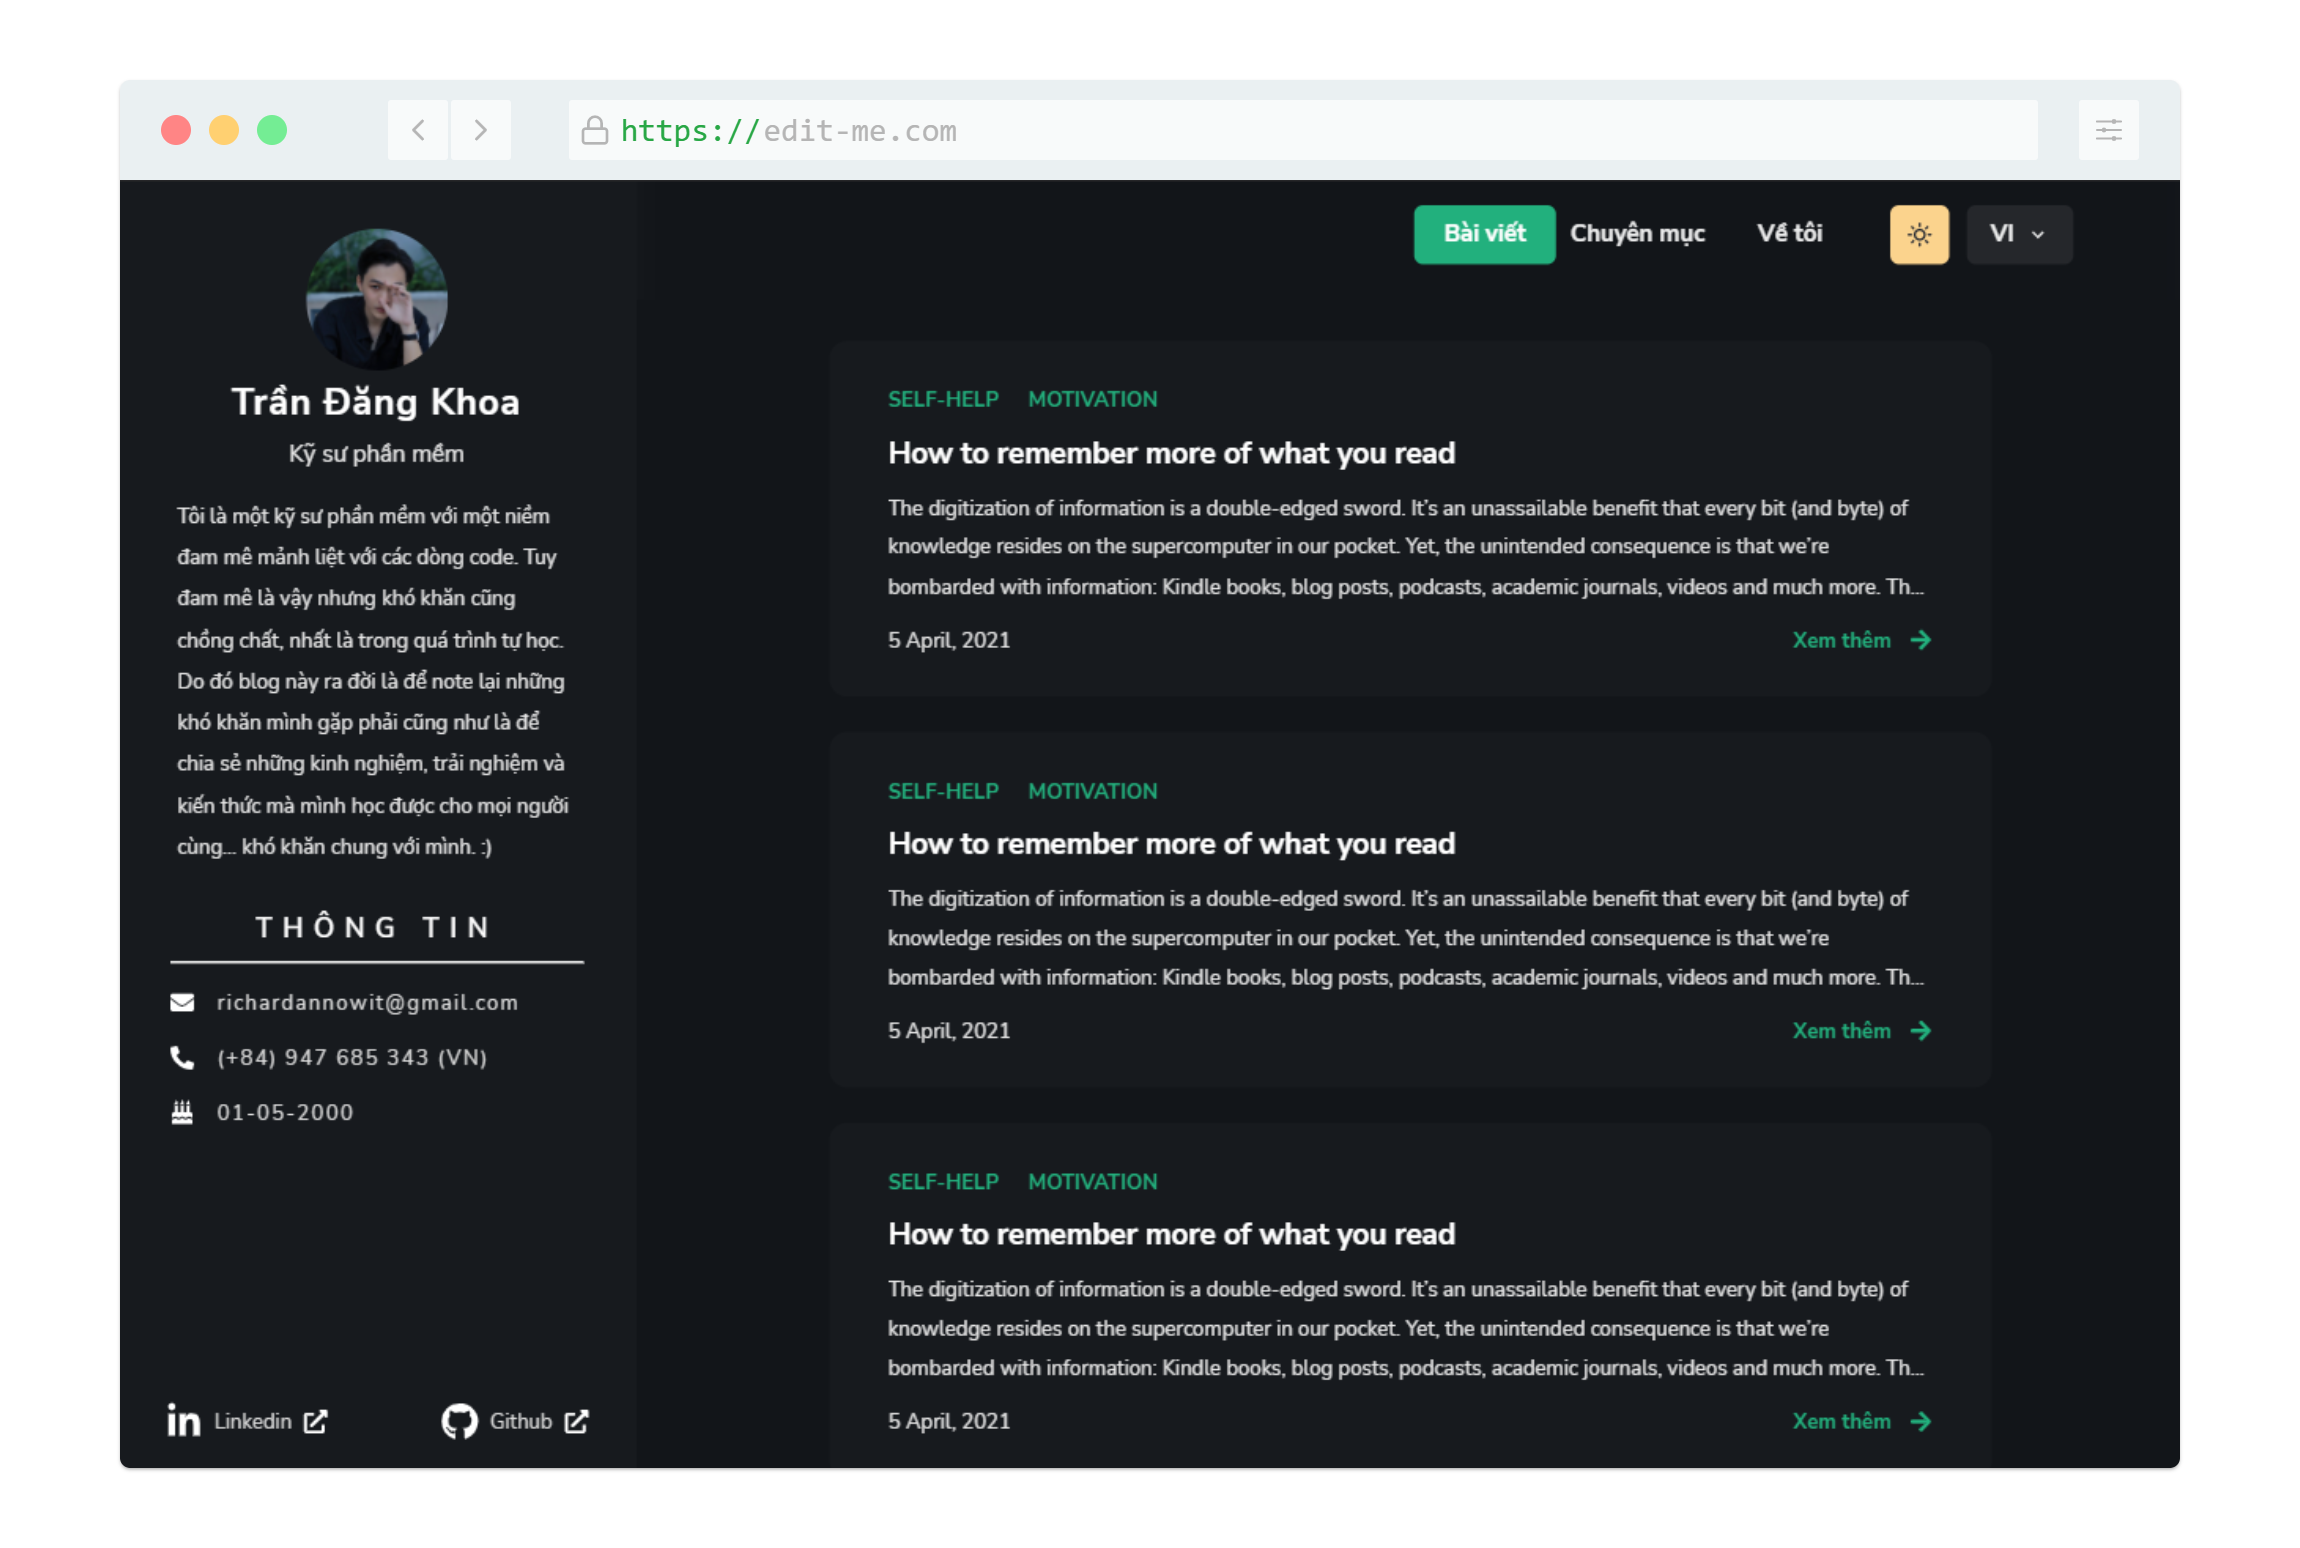 https://edit-me.com
Bài viết Chuyên mục Về tôi VI
Trần Đăng Khoa
Kỹ sư phần mềm
Tôi là một kỹ sư phần mềm với một niềm
đam mê mảnh liệt với các dòng code. Tuy
đam mê là vậy nhưng khó khăn cũng
chồng chất, nhất là trong quá trình tự học.
Do đó blog này ra đời là để note lại những
khó khăn mình gặp phải cũng như là để
chia sẻ những kinh nghiệm, trải nghiệm và
kiến thức mà mình học được cho mọi người
cùng... khó khăn chung với mình. :)
THÔNG TIN
richardannowit@gmail.com
(+84) 947 685 343 (VN)
01-05-2000
Linkedin Github
SELF-HELP MOTIVATION
How to remember more of what you read
The digitization of information is a double-edged sword. It's an unassailable benefit that every bit (and byte) of
knowledge resides on the supercomputer in our pocket. Yet, the unintended consequence is that we're
bombarded with information: Kindle books, blog posts, podcasts, academic journals, videos and much more. Th...
5 April, 2021 Xem thêm
SELF-HELP MOTIVATION
How to remember more of what you read
The digitization of information is a double-edged sword. It's an unassailable benefit that every bit (and byte) of
knowledge resides on the supercomputer in our pocket. Yet, the unintended consequence is that we're
bombarded with information: Kindle books, blog posts, podcasts, academic journals, videos and much more. Th...
5 April, 2021 Xem thêm
SELF-HELP MOTIVATION
How to remember more of what you read
The digitization of information is a double-edged sword. It's an unassailable benefit that every bit (and byte) of
knowledge resides on the supercomputer in our pocket. Yet, the unintended consequence is that we're
bombarded with information: Kindle books, blog posts, podcasts, academic journals, videos and much more. Th...
5 April, 2021 Xem thêm